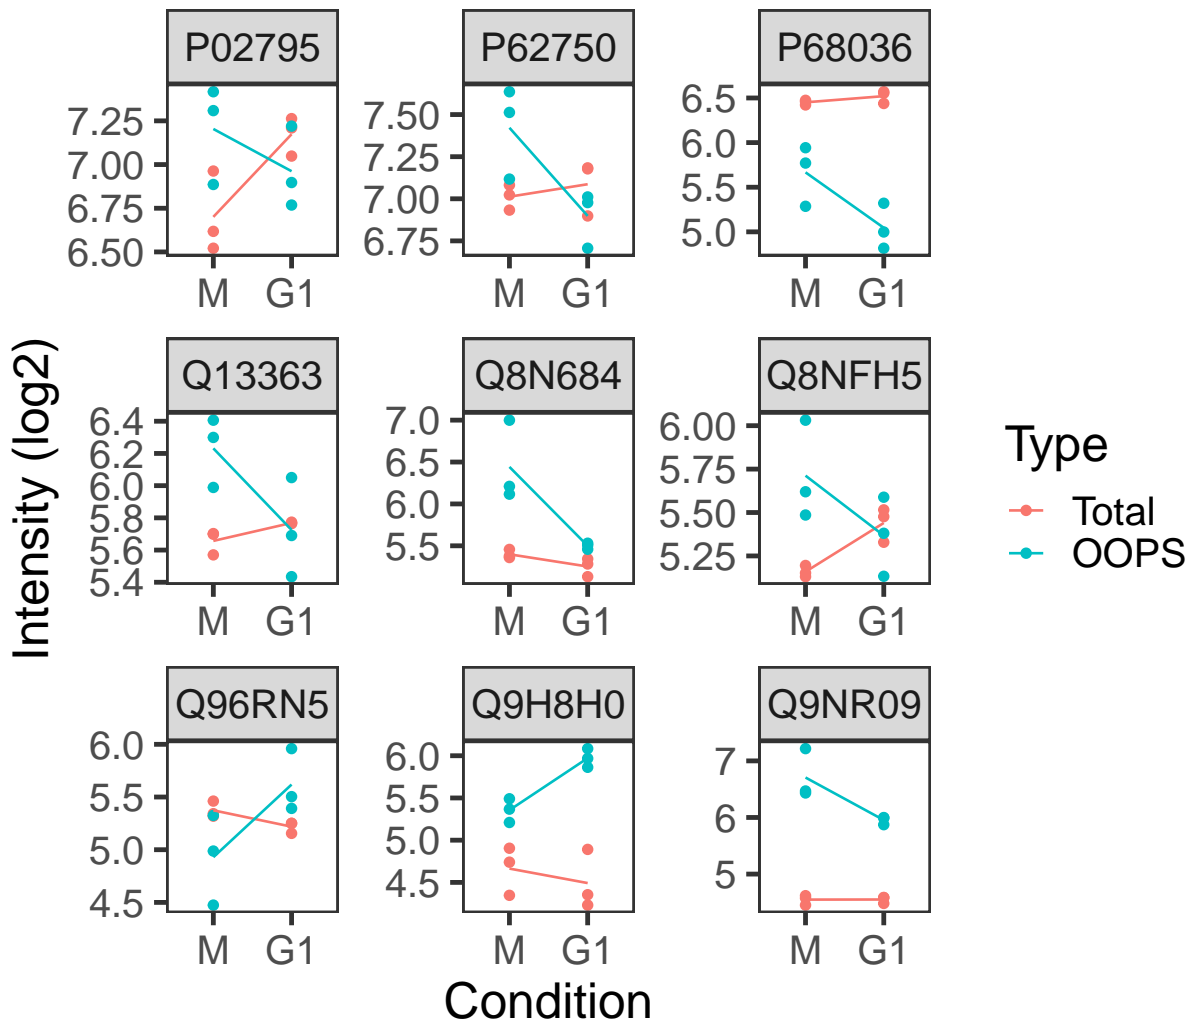 P02795 P62750 P68036
7.25 7.50 6.5
7.00 7.25 6.0
6.75 7.00 5.5
6.50 6.75 5.0
M G1 M G1 M G1
Q13363 Q8N684 Q8NFH5
6.4 7.0 6.00
6.2 6.5 5.75
6.0 6.0 5.50
5.8 5.5 5.25
5.6
5.4
M G1 M G1 M G1
Q96RN5 Q9H8H0 Q9NR09
6.0 6.0 7
5.5 5.5 6
5.0 5.0 5
4.5 4.5
M G1 M G1 M G1
Condition
Intensity (log2)
Type
Total
OOPS